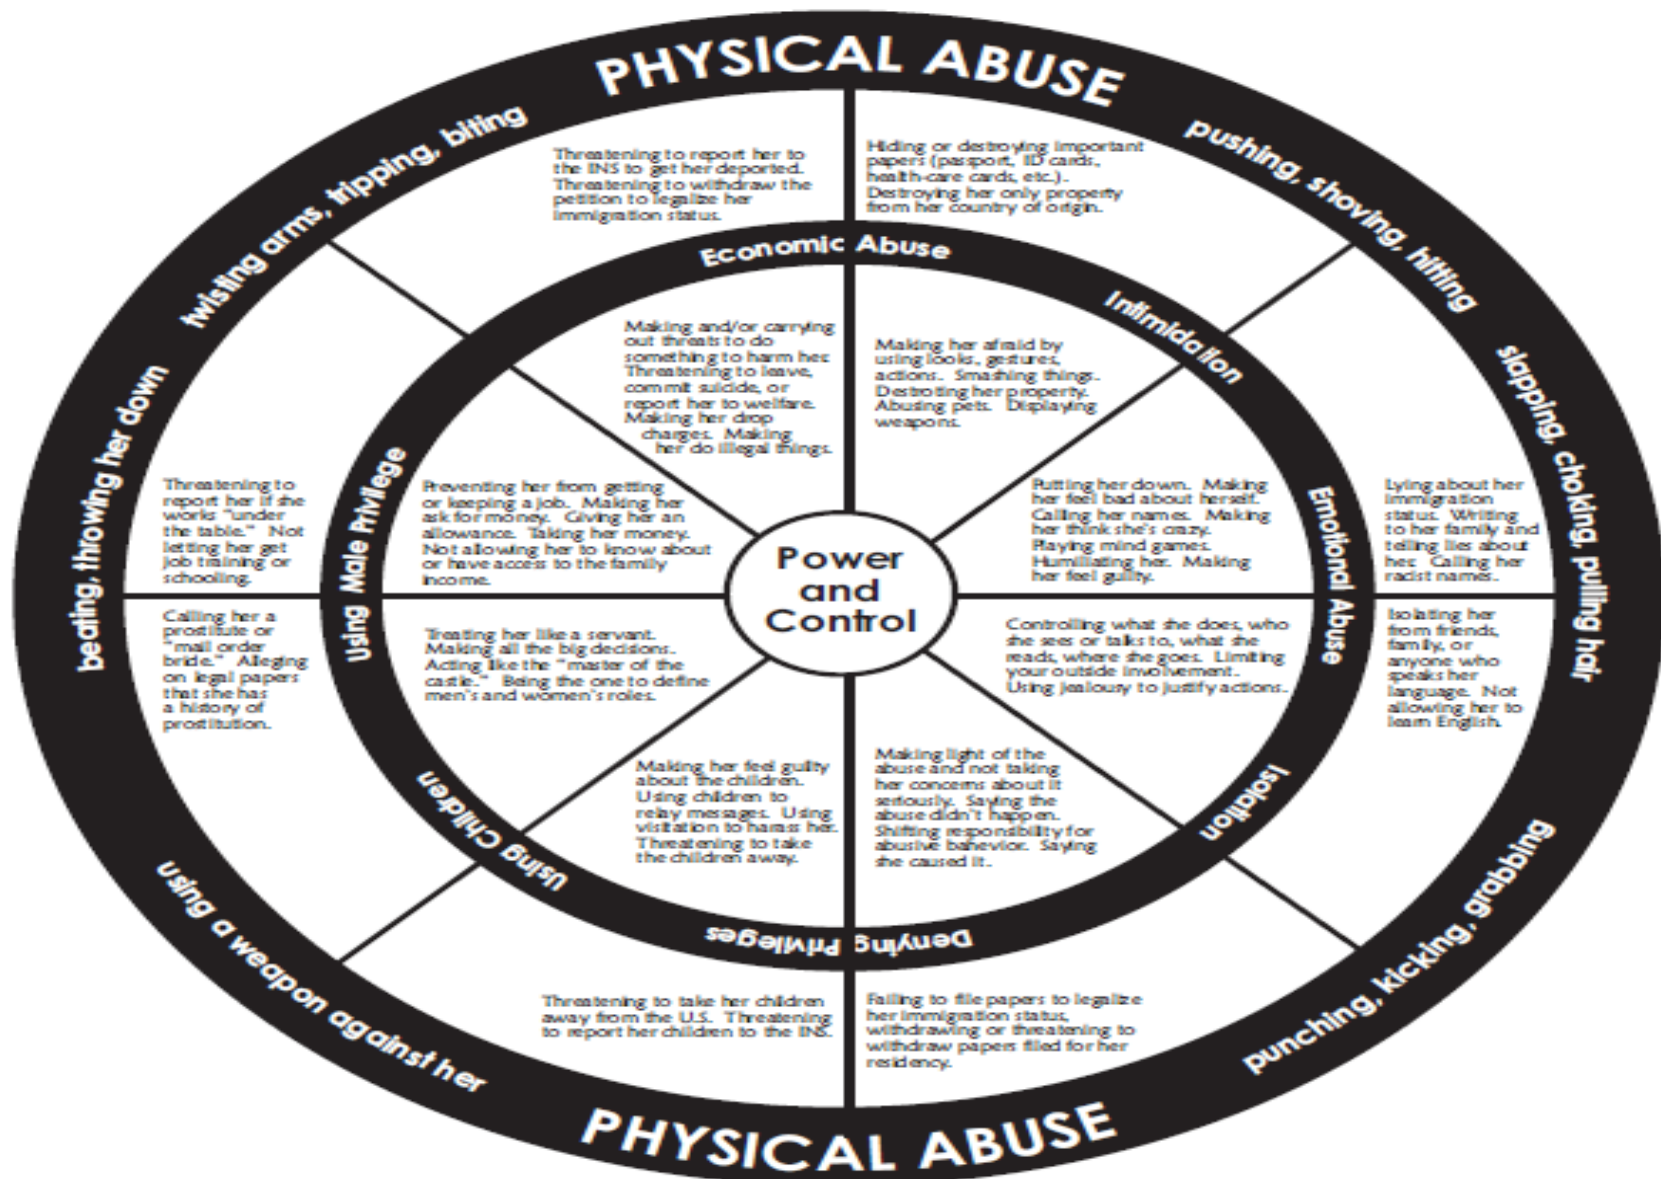 PHYSICAL ABUSE
pushing, shoving, hitting
slapping, choking, pulling hair
punching, kicking, grabbing
PHYSICAL ABUSE
using a weapon against her
beating, throwing her down
twisting arms, tripping, biting
Threatening to report her to
the INS to get her deported.
Threatening to withdraw the
petition to legalize her
immigration status.
Hiding or destroying important
papers (passport, ID cards,
health-care cards, etc.).
Destroying her only property
from her country of origin.
Lying about her
immigration
status. Writing
to her family and
telling lies about
her. Calling her
racist names.
Isolating her
from friends,
family, or
anyone who
speaks her
language. Not
allowing her to
learn English.
Failing to file papers to legalize
her immigration status,
withdrawing or threatening to
withdraw papers filed for her
residency.
Threatening to take her children
away from the U.S. Threatening
to report her children to the INS.
Calling her a
prostitute or
"mail order
bride." Alleging
on legal papers
that she has
a history of
prostitution.
Threatening to
report her if she
works "under
the table." Not
letting her get
job training or
schooling.
Economic Abuse
Intimidation
Emotional Abuse
Isolation
Denying Privileges
Using Children
Using Male Privilege
Making and/or carrying
out threats to do
something to harm her.
Threatening to leave,
commit suicide, or
report her to welfare.
Making her drop
charges. Making
her do illegal things.
Making her afraid by
using looks, gestures,
actions. Smashing things.
Destroting her property.
Abusing pets. Displaying
weapons.
Putting her down. Making
her feel bad about herself.
Calling her names. Making
her think she's crazy.
Playing mind games.
Humiliating her. Making
her feel guilty.
Controlling what she does, who
she sees or talks to, what she
reads, where she goes. Limiting
your outside involvement.
Using jealousy to justify actions.
Making light of the
abuse and not taking
her concerns about it
seriously. Saying the
abuse didn't happen.
Shifting responsibility for
abusive bahevior. Saying
she caused it.
Making her feel guilty
about the children.
Using children to
relay messages. Using
visitation to harass her.
Threatening to take
the children away.
Treating her like a servant.
Making all the big decisions.
Acting like the "master of the
castle." Being the one to define
men's and women's roles.
Preventing her from getting
or keeping a job. Making her
ask for money. Giving her an
allowance. Taking her money.
Not allowing her to know about
or have access to the family
income.
Power
and
Control